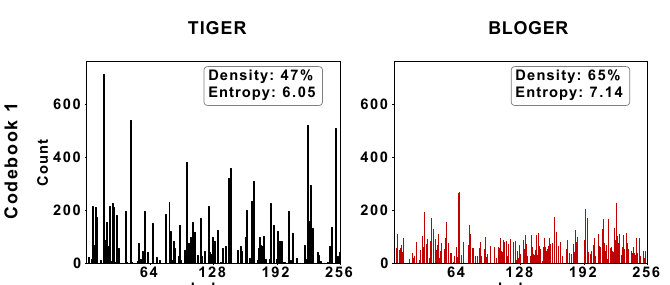 TIGER
BLOGER
Density: 47%
Entropy: 6.05
Density: 65%
Entropy: 7.14
Codebook 1
Count
600
400
200
0
64
128
192
256
600
400
200
0
64
128
192
256